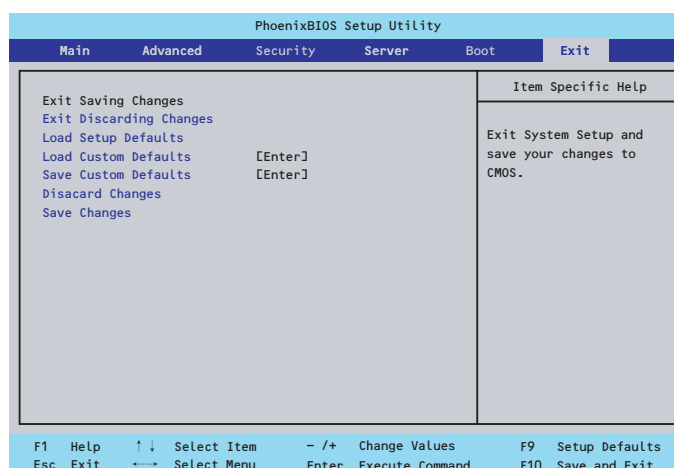 PhoenixBIOS Setup Utility
Main Advanced Security Server Boot Exit
Item Specific Help
Exit Saving Changes
Exit Discarding Changes
Load Setup Defaults
Load Custom Defaults [Enter]
Save Custom Defaults [Enter]
Disacard Changes
Save Changes
Exit System Setup and
save your changes to
CMOS.
F1 Help ↑↓ Select Item - /+ Change Values F9 Setup Defaults
Esc Exit ←→ Select Menu Enter Execute Command F10 Save and Exit